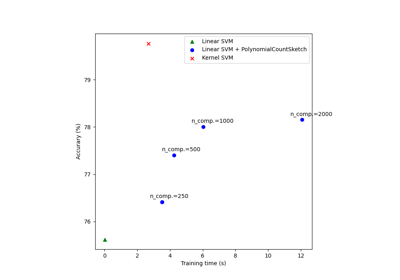 Linear SVM
Linear SVM + PolynomialCountSketch
Kernel SVM
79
n_comp.=2000
n_comp.=1000
78
n_comp.=500
77
n_comp.=250
76
Accurary (%)
0 2 4 6 8 10 12
Training time (s)